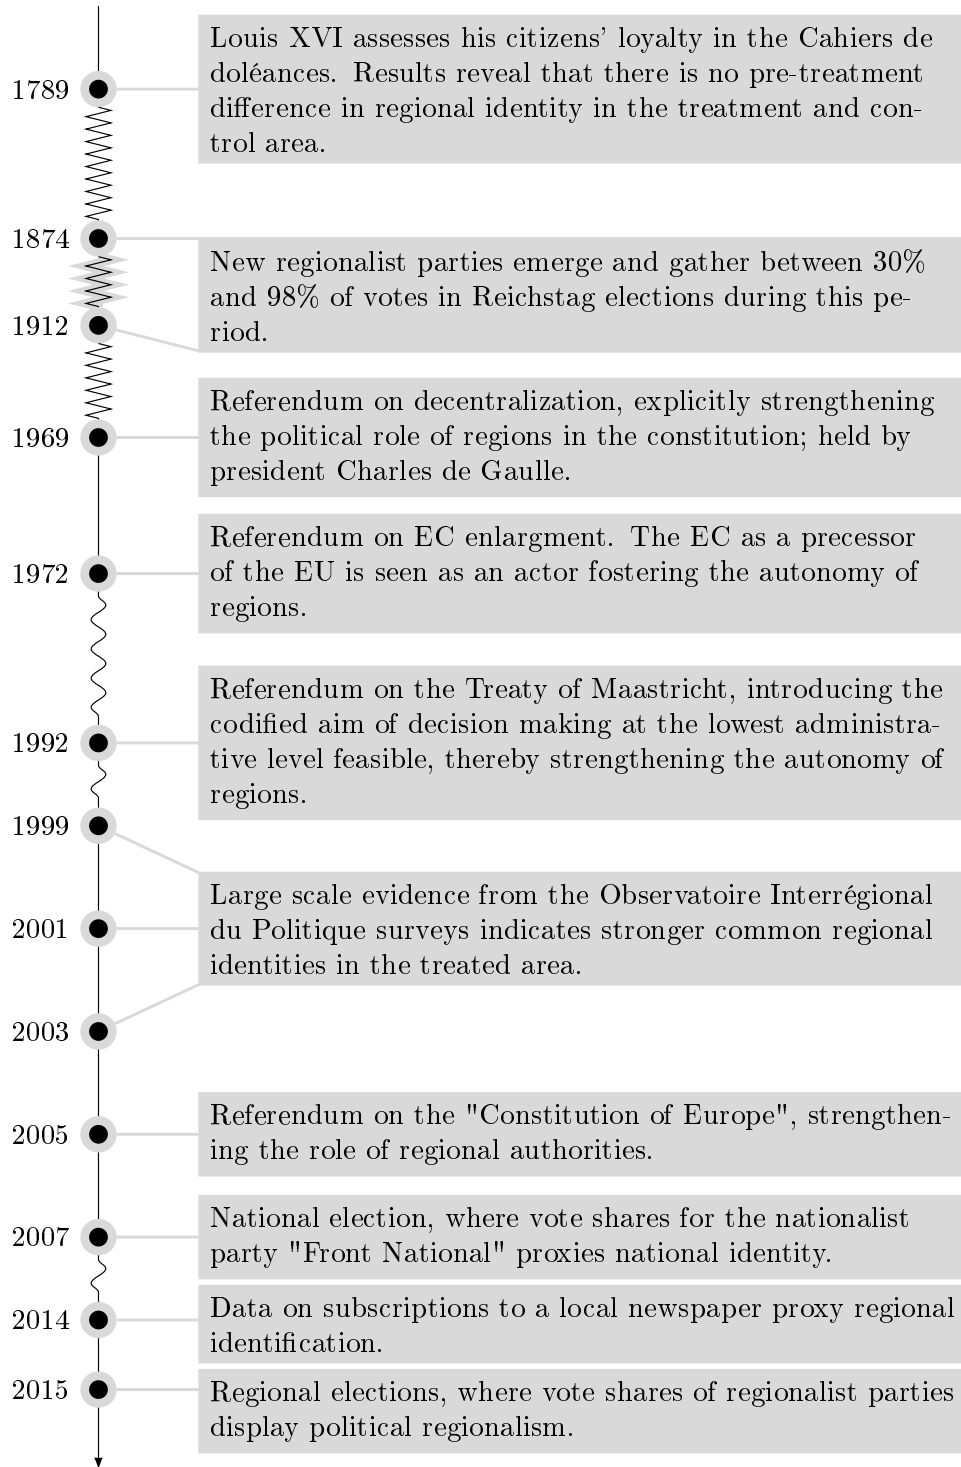 1789
Louis XVI assesses his citizens' loyalty in the Cahiers de
doléances. Results reveal that there is no pre-treatment
difference in regional identity in the treatment and con-
trol area.
1874
New regionalist parties emerge and gather between 30%
and 98% of votes in Reichstag elections during this pe-
riod.
1912
Referendum on decentralization, explicitly strengthening
the political role of regions in the constitution; held by
president Charles de Gaulle.
1969
Referendum on EC enlargment. The EC as a precessor
of the EU is seen as an actor fostering the autonomy of
regions.
1972
Referendum on the Treaty of Maastricht, introducing the
codified aim of decision making at the lowest administra-
tive level feasible, thereby strengthening the autonomy of
regions.
1992
1999
Large scale evidence from the Observatoire Interrégional
du Politique surveys indicates stronger common regional
identities in the treated area.
2001
2003
Referendum on the "Constitution of Europe", strengthen-
ing the role of regional authorities.
2005
National election, where vote shares for the nationalist
party "Front National" proxies national identity.
2007
Data on subscriptions to a local newspaper proxy regional
identification.
2014
Regional elections, where vote shares of regionalist parties
display political regionalism.
2015